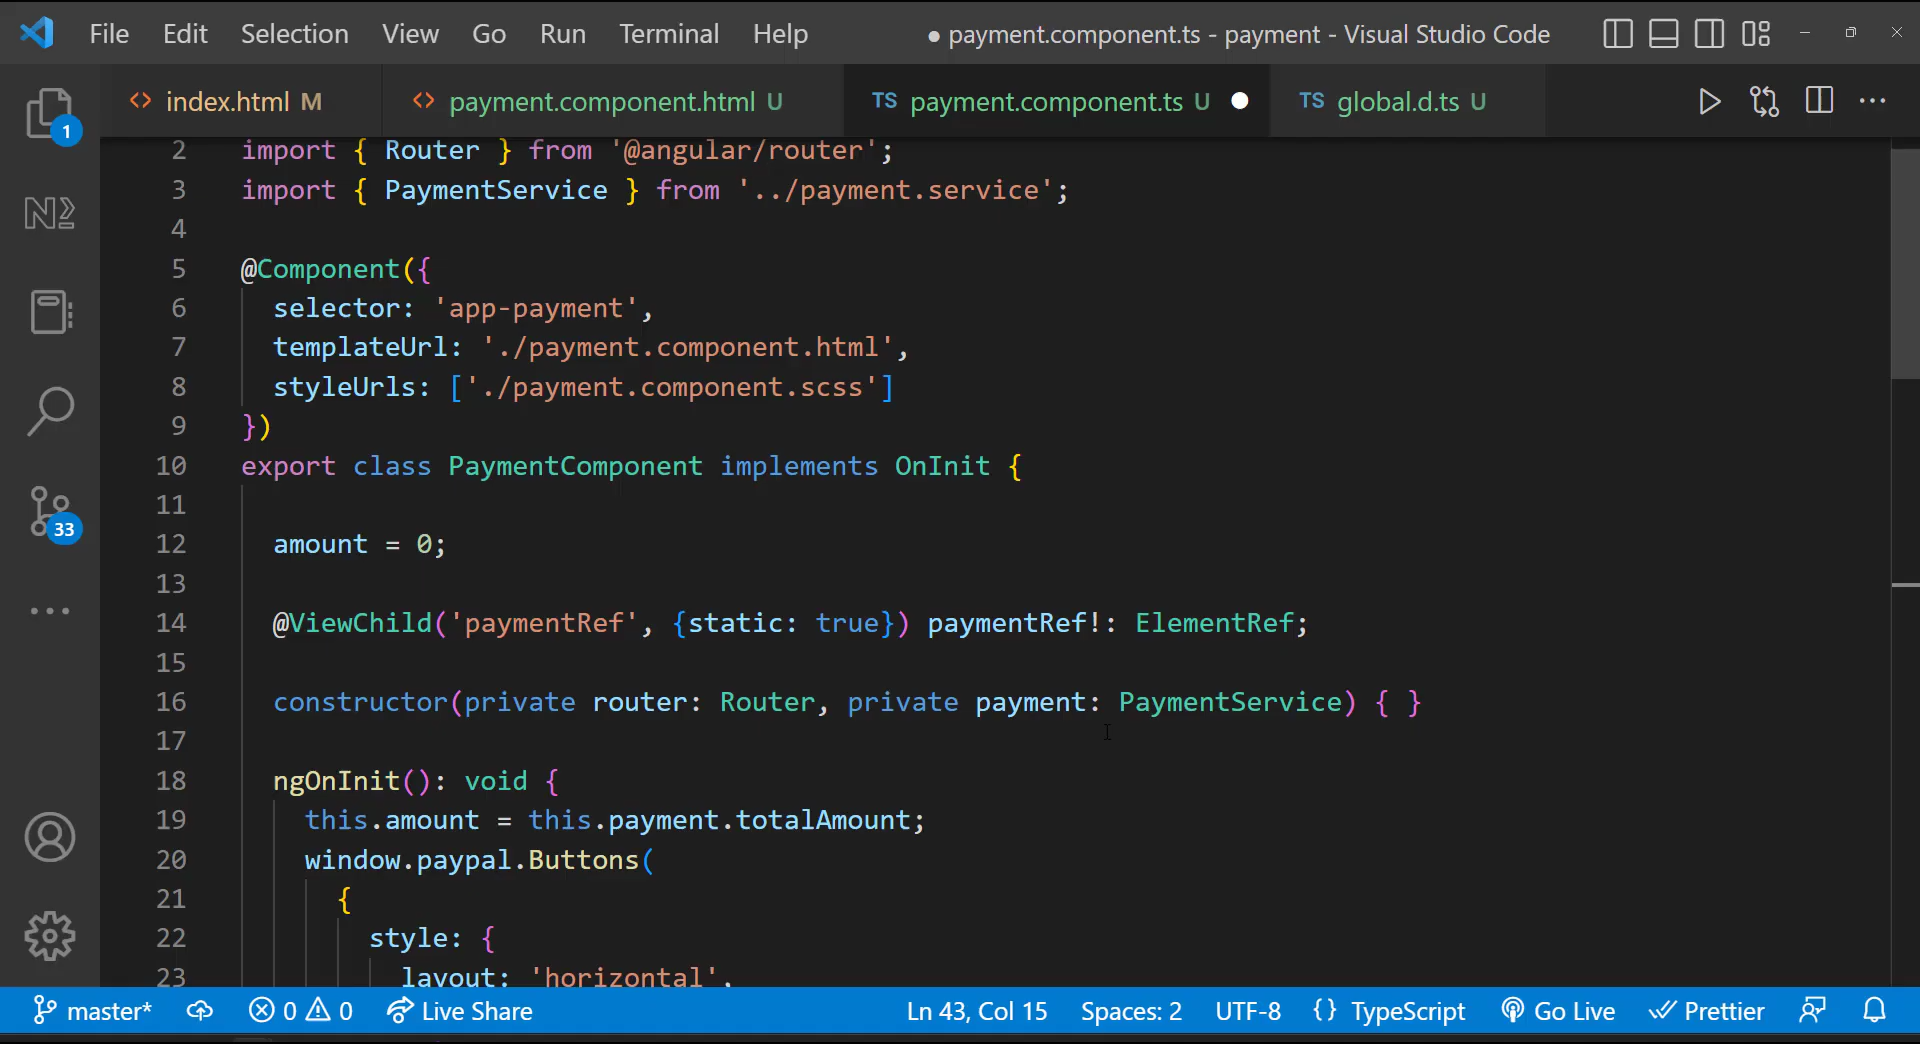 File Edit Selection View Go Run Terminal Help ● payment.component.ts - payment - Visual Studio Code
index.html M payment.component.html U TS payment.component.ts U TS global.d.ts U
1
33
2 import { Router } from '@angular/router';
3 import { PaymentService } from '../payment.service';
4
5 @Component({
6 selector: 'app-payment',
7 templateUrl: './payment.component.html',
8 styleUrls: ['./payment.component.scss']
9 })
10 export class PaymentComponent implements OnInit {
11
12 amount = 0;
13
14 @ViewChild('paymentRef', {static: true}) paymentRef!: ElementRef;
15
16 constructor(private router: Router, private payment: PaymentService) { }
17
18 ngOnInit(): void {
19 this.amount = this.payment.totalAmount;
20 window.paypal.Buttons(
21 {
22 style: {
23 layout: 'horizontal',
master* 0 0 Live Share Ln 43, Col 15 Spaces: 2 UTF-8 {} TypeScript Go Live Prettier